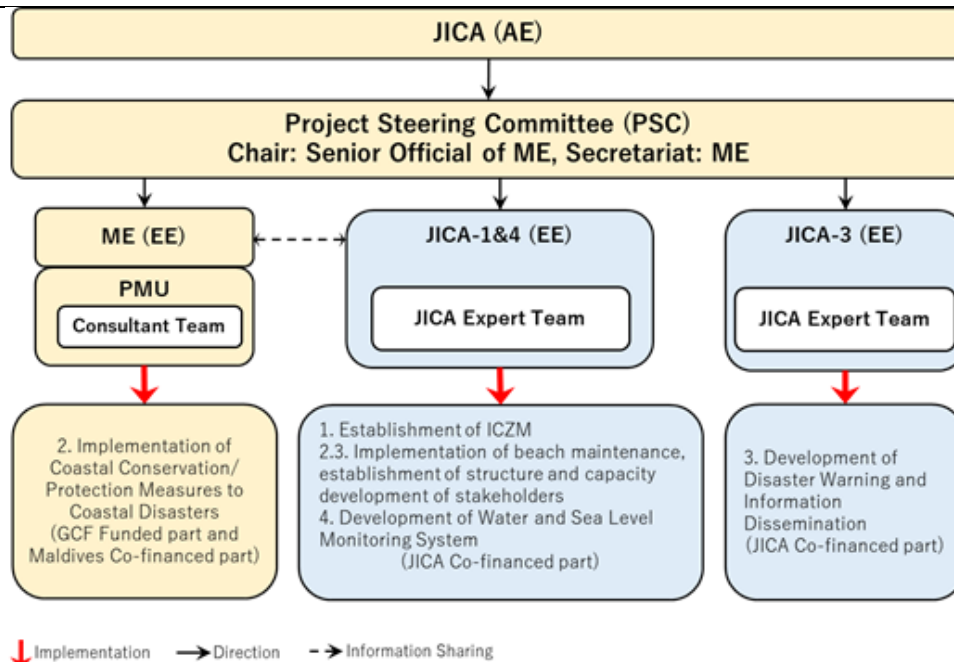 JICA (AE)
Project Steering Committee (PSC)
Chair: Senior Official of ME, Secretariat: ME
ME (EE)
PMU
Consultant Team
JICA-1&4 (EE)
JICA Expert Team
JICA-3 (EE)
JICA Expert Team
2. Implementation of
Coastal Conservation/
Protection Measures to
Coastal Disasters
(GCF Funded part and
Maldives Co-financed part)
1. Establishment of ICZM
2.3. Implementation of beach maintenance,
establishment of structure and capacity
development of stakeholders
4. Development of Water and Sea Level
Monitoring System
(JICA Co-financed part)
3. Development of
Disaster Warning and
Information
Dissemination
(JICA Co-financed part)
Implementation
Direction
Information Sharing